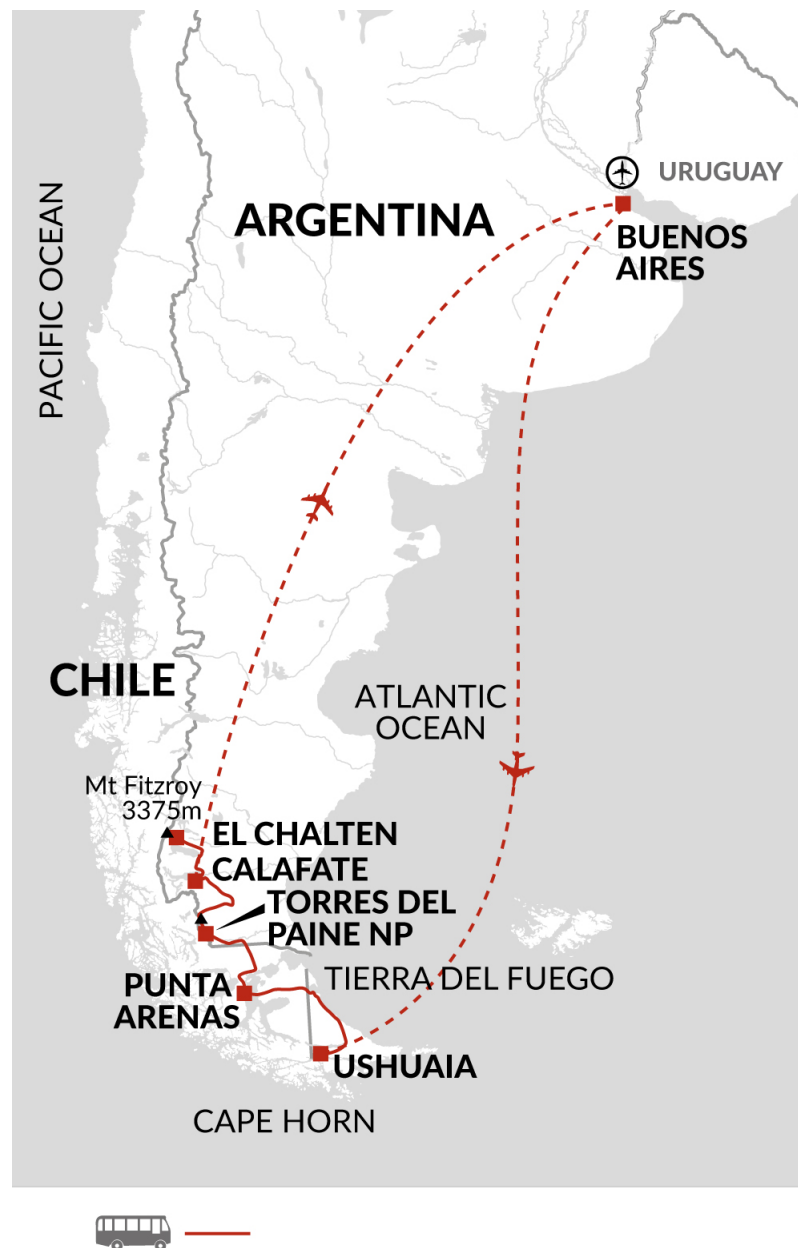 URUGUAY
ARGENTINA
BUENOS
AIRES
PACIFIC OCEAN
CHILE
ATLANTIC
OCEAN
Mt Fitzroy
3375m
EL CHALTEN
CALAFATE
TORRES DEL
PAINE NP
TIERRA DEL FUEGO
PUNTA
ARENAS
USHUAIA
CAPE HORN